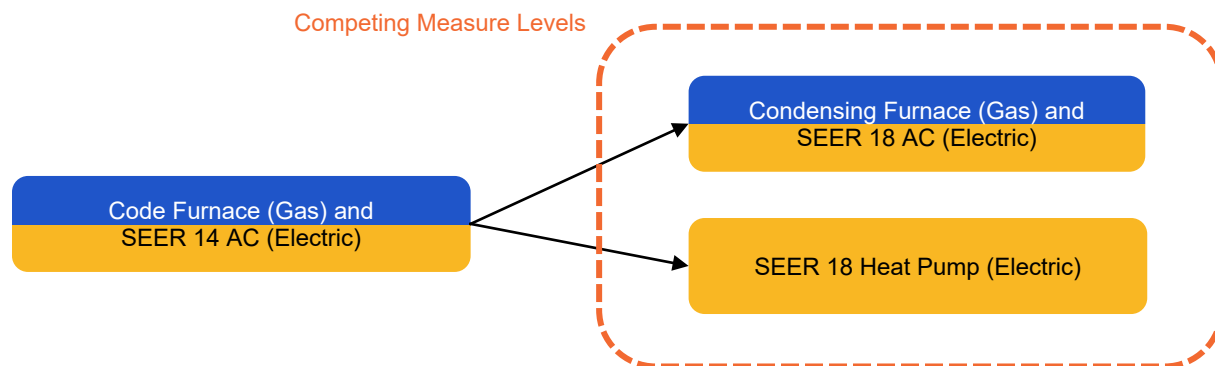 Competing Measure Levels
Condensing Furnace (Gas) and
SEER 18 AC (Electric)
Code Furnace (Gas) and
SEER 14 AC (Electric)
SEER 18 Heat Pump (Electric)